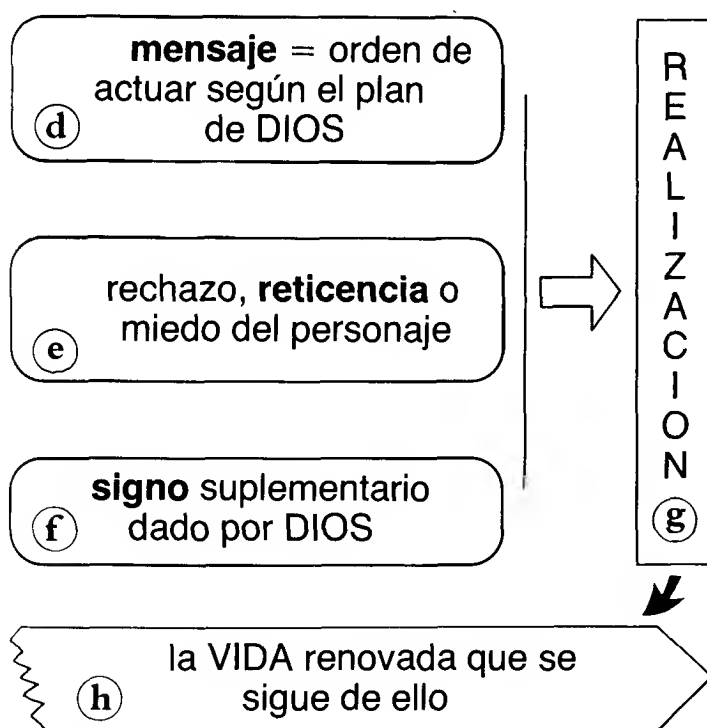 mensaje = orden de
actuar según el plan
de DIOS
d
rechazo, reticencia o
miedo del personaje
e
signo suplementario
dado por DIOS
f
REALIZACION
g
la VIDA renovada que se
sigue de ello
h